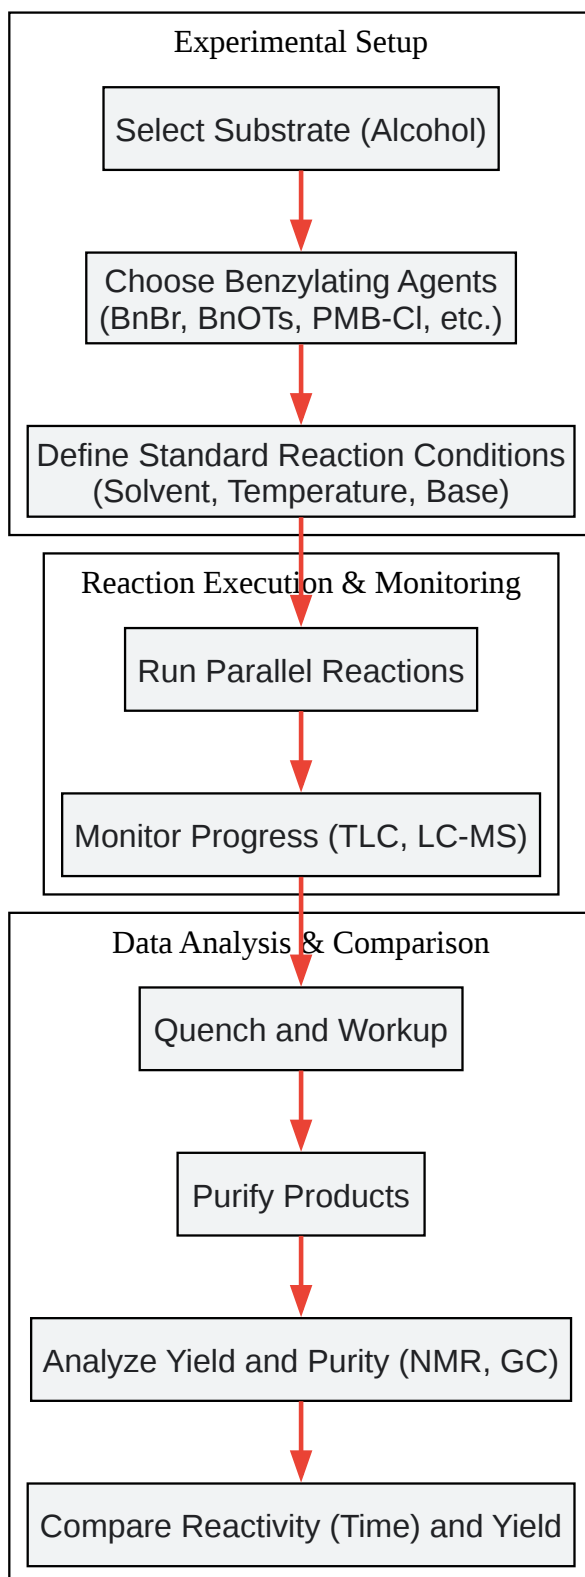 Experimental Setup
Select Substrate (Alcohol)
Choose Benzylating Agents
(BnBr, BnOTs, PMB-Cl, etc.)
Define Standard Reaction Conditions
(Solvent, Temperature, Base)
Reaction Execution & Monitoring
Run Parallel Reactions
Monitor Progress (TLC, LC-MS)
Data Analysis & Comparison
Quench and Workup
Purify Products
Analyze Yield and Purity (NMR, GC)
Compare Reactivity (Time) and Yield